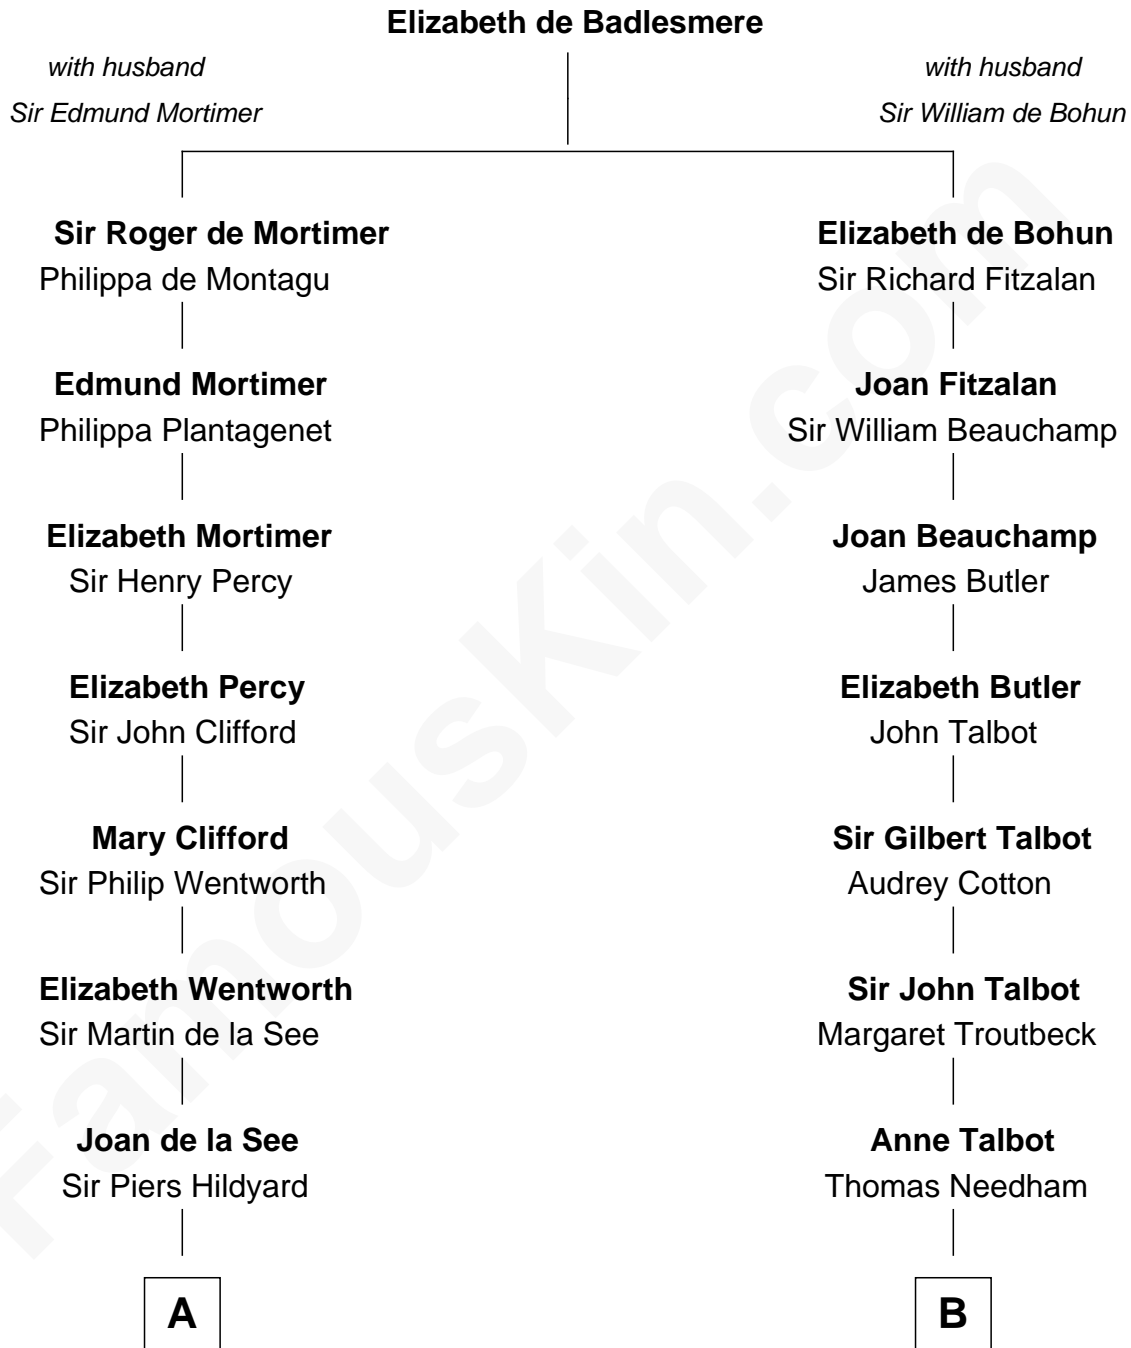 Elizabeth de Badlesmere
with husband
Sir Edmund Mortimer
with husband
Sir William de Bohun
Sir Roger de Mortimer
Philippa de Montagu
Elizabeth de Bohun
Sir Richard Fitzalan
Edmund Mortimer
Philippa Plantagenet
Joan Fitzalan
Sir William Beauchamp
Elizabeth Mortimer
Sir Henry Percy
Joan Beauchamp
James Butler
Elizabeth Percy
Sir John Clifford
Elizabeth Butler
John Talbot
Mary Clifford
Sir Philip Wentworth
Sir Gilbert Talbot
Audrey Cotton
Elizabeth Wentworth
Sir Martin de la See
Sir John Talbot
Margaret Troutbeck
Joan de la See
Sir Piers Hildyard
Anne Talbot
Thomas Needham
A
B
FamousKin.com